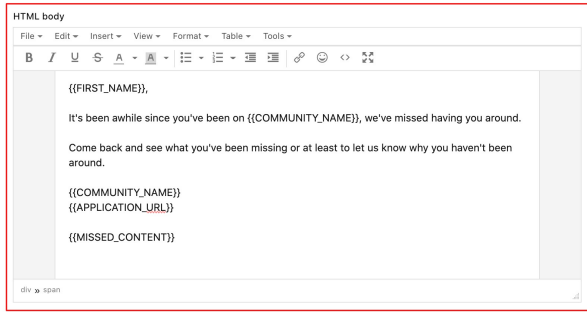 HTML body
File Edit Insert View Format Table Tools
B I U S A A
{{FIRST_NAME}},
It's been awhile since you've been on {{COMMUNITY_NAME}}, we've missed having you around.
Come back and see what you've been missing or at least to let us know why you haven't been
around.
{{COMMUNITY_NAME}}
{{APPLICATION_URL}}
{{MISSED_CONTENT}}
div » span